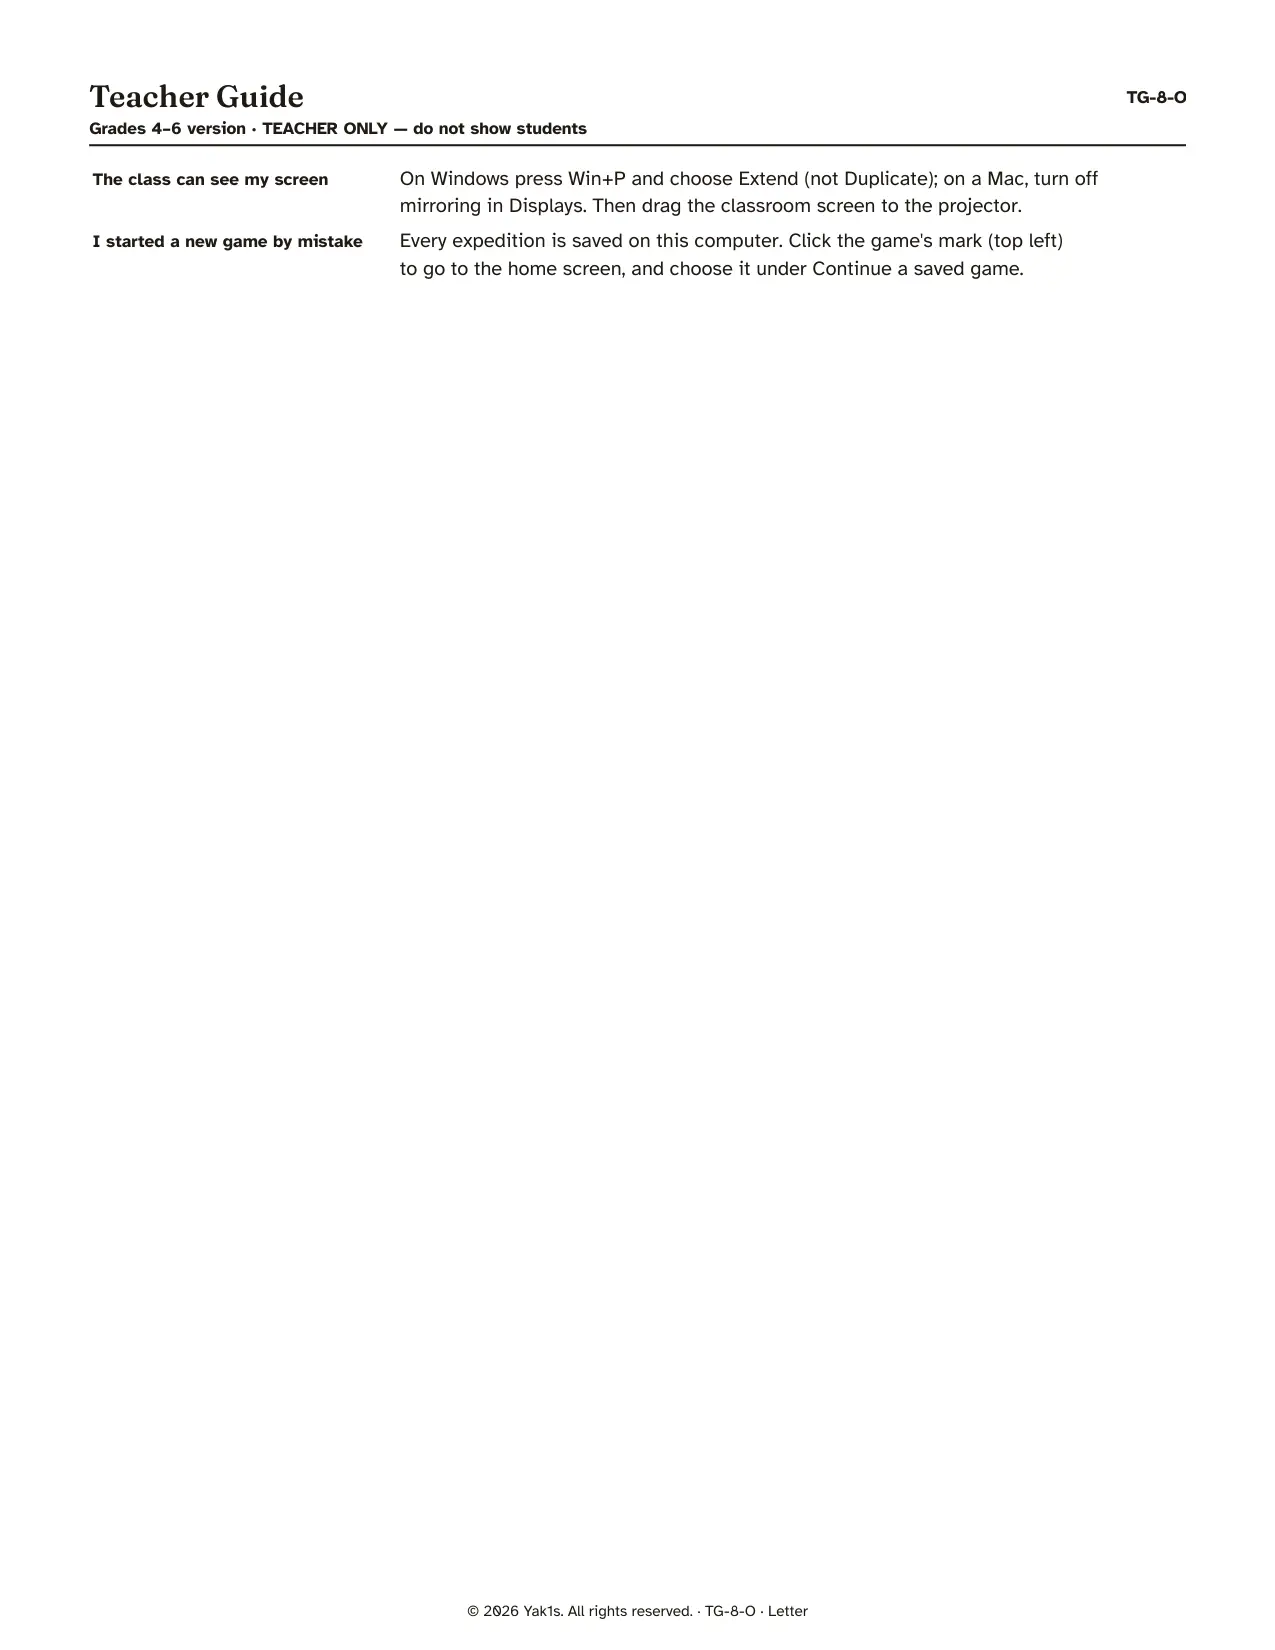 Teacher Guide
TG-8-O
Grades 4–6 version · TEACHER ONLY — do not show students
The class can see my screen
On Windows press Win+P and choose Extend (not Duplicate); on a Mac, turn off
mirroring in Displays. Then drag the classroom screen to the projector.
I started a new game by mistake
Every expedition is saved on this computer. Click the game's mark (top left)
to go to the home screen, and choose it under Continue a saved game.
© 2026 Yak1s. All rights reserved. · TG-8-O · Letter